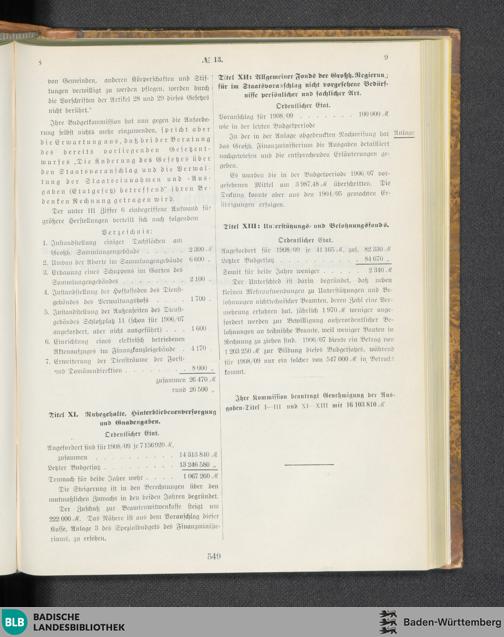 8
№ 13.
9
von Gemeinden, anderen Körperschaften und Stif-
tungen verwilligt zu werden pflegen, werden durch
die Vorschriften der Artikel 28 und 29 dieses Gesetzes
nicht berührt."
Ihre Budgetkommission hat nun gegen die Anforde-
rung selbst nichts mehr einzuwenden, spricht aber
die Erwartung aus, daß bei der Beratung
des bereits vorliegenden Gesetzent-
wurfes „Die Änderung des Gesetzes über
den Staatsvoranschlag und die Verwal-
tung der Staatseinnahmen und -Aus-
gaben (Etatgesetz) betreffend" ihren Be-
denken Rechnung getragen wird.
Der unter III Ziffer 6 einbegriffene Aufwand für
größere Herstellungen verteilt sich nach folgendem
Verzeichnis:
1. Instandstellung einiger Dachflächen am
Großh. Sammlungengebäude . . . . 2 300 ℳ
2. Umbau der Aborte im Sammlungengebäude 6 600 „
3. Erbauung eines Schuppens im Garten des
Sammlungengebäudes . . . . . . 2 100 „
4. Instandstellung der Hoffassaden des Dienst-
gebäudes des Verwaltungshofs . . . . 1 700 „
5. Instandstellung der Außenseiten des Dienst-
gebäudes Schloßplatz 14 (schon für 1906/07
angefordert, aber nicht ausgeführt) . . . 1 600
6. Einrichtung eines elektrisch betriebenen
Aktenaufzuges im Finanzkanzleigebäude . 4 170 „
7. Erweiterung der Diensträume der Forst-
und Domänendirektion . . . . . . . 8 000 „
zusammen 26 470 ℳ
rund 26 500 „
Titel XI. Ruhegehalte, Hinterbliebenenversorgung
und Gnadengaben.
Ordentlicher Etat.
Angefordert sind für 1908/09 je 7 156 920 ℳ,
zusammen . . . . . . . . . . 14 313 840 ℳ
Letzter Budgetsatz . . . . . . . . 13 246 580 „
Demnach für beide Jahre mehr . . . . 1 067 260 ℳ
Die Steigerung ist in den Berechnungen über den
mutmaßlichen Zuwachs in den beiden Jahren begründet.
Der Zuschuß zur Beamtenwitwenkasse steigt um
222 000 ℳ. Das Nähere ist aus dem Voranschlag dieser
Kasse, Anlage 3 des Spezialbudgets des Finanzministe-
riums, zu ersehen.
Titel XII: Allgemeiner Fonds der Großh. Regierung
für im Staatsvoranschlag nicht vorgesehene Bedürf-
nisse persönlicher und sachlicher Art.
Ordentlicher Etat.
Voranschlag für 1908/09 . . . . . . 100 000 ℳ
wie in der letzten Budgetperiode
In der in der Anlage abgedruckten Nachweisung hat
Anlage
das Großh. Finanzministerium die Ausgaben detailliert
nachgewiesen und die entsprechenden Erläuterungen ge-
geben.
Es wurden die in der Budgetperiode 1906/07 vor-
gesehenen Mittel um 3 987,48 ℳ überschritten. Die
Deckung konnte aber aus den 1904/05 gemachten Er-
übrigungen erfolgen.
Titel XIII: Unterstützungs- und Belohnungsfonds.
Ordentlicher Etat.
Angefordert für 1908/09 je 41 165 ℳ, zus. 82 330 ℳ
Letzter Budgetsatz . . . . . . . . 84 670 „
Somit für beide Jahre weniger . . . . 2 340 ℳ
Der Unterschied ist darin begründet, daß neben
kleinen Mehraufwendungen zu Unterstützungen und Be-
lohnungen nichtetatmäßiger Beamten, deren Zahl eine Ver-
mehrung erfahren hat, jährlich 1 970 ℳ weniger ange-
fordert werden zur Bewilligung außerordentlicher Be-
lohnungen an technische Beamte, weil weniger Bauten in
Rechnung zu ziehen sind. 1906/07 diente ein Betrag von
1 203 250 ℳ zur Bildung dieses Budgetsatzes, während
für 1908/09 nur ein solcher von 547 000 ℳ in Betracht
kommt.
Ihre Kommission beantragt Genehmigung der Aus-
gaben-Titel I—III und XI—XIII mit 16 103 810 ℳ
549
BLB
BADISCHE
LANDESBIBLIOTHEK
Baden-Württemberg